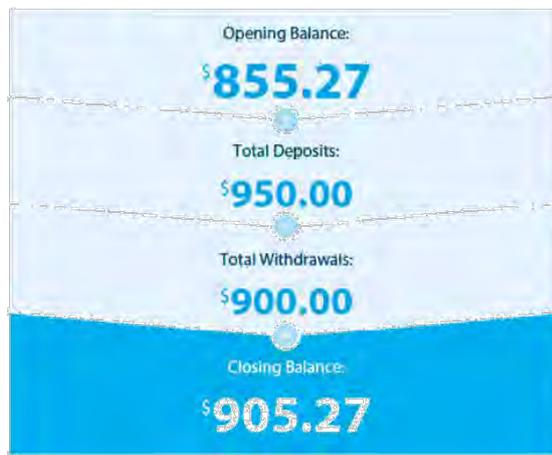 Opening Balance:
$855.27
Total Deposits:
$950.00
Total Withdrawals:
$900.00
Closing Balance:
$905.27